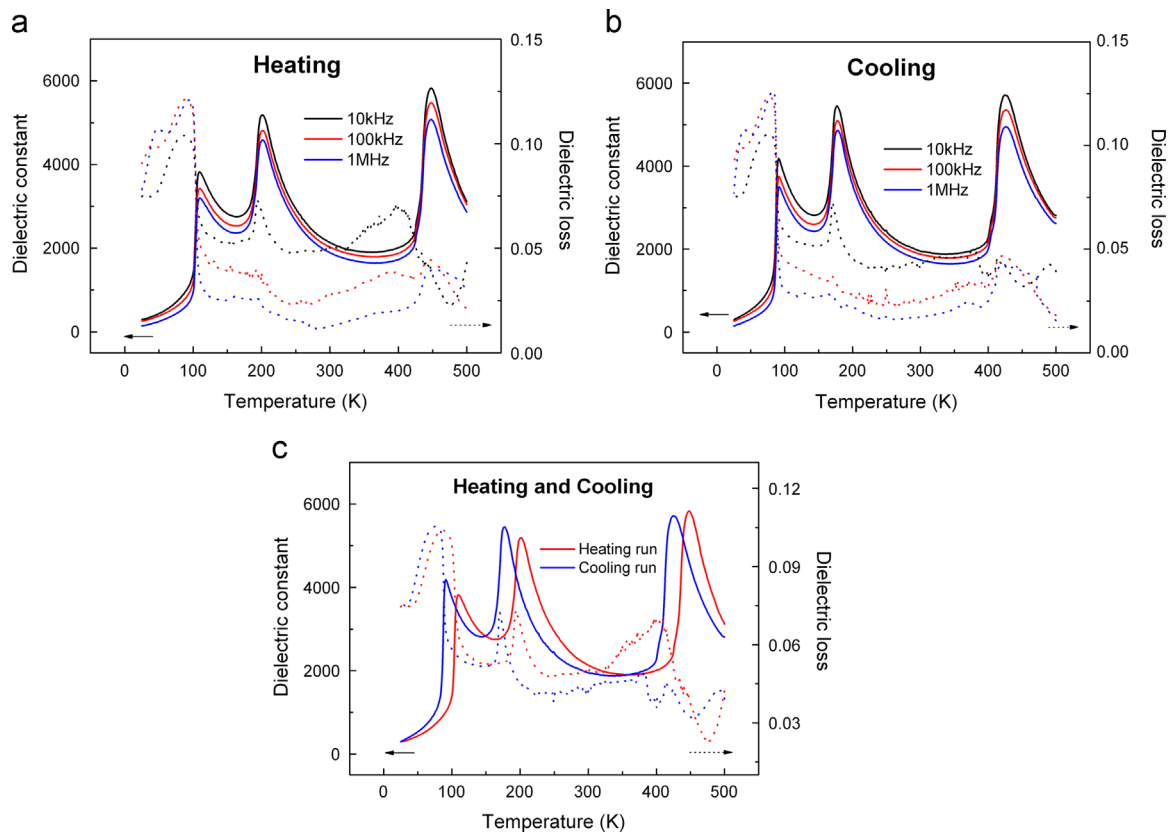 a
Heating
10kHz
100kHz
1MHz
Dielectric constant
6000
4000
2000
0
0.15
0.10
0.05
0.00
Dielectric loss
0 100 200 300 400 500
Temperature (K)
b
Cooling
10kHz
100kHz
1MHz
Dielectric constant
6000
4000
2000
0
0.15
0.10
0.05
0.00
Dielectric loss
0 100 200 300 400 500
Temperature (K)
c
Heating and Cooling
Heating run
Cooling run
Dielectric constant
6000
4000
2000
0
0.12
0.09
0.06
0.03
Dielectric loss
0 100 200 300 400 500
Temperature (K)